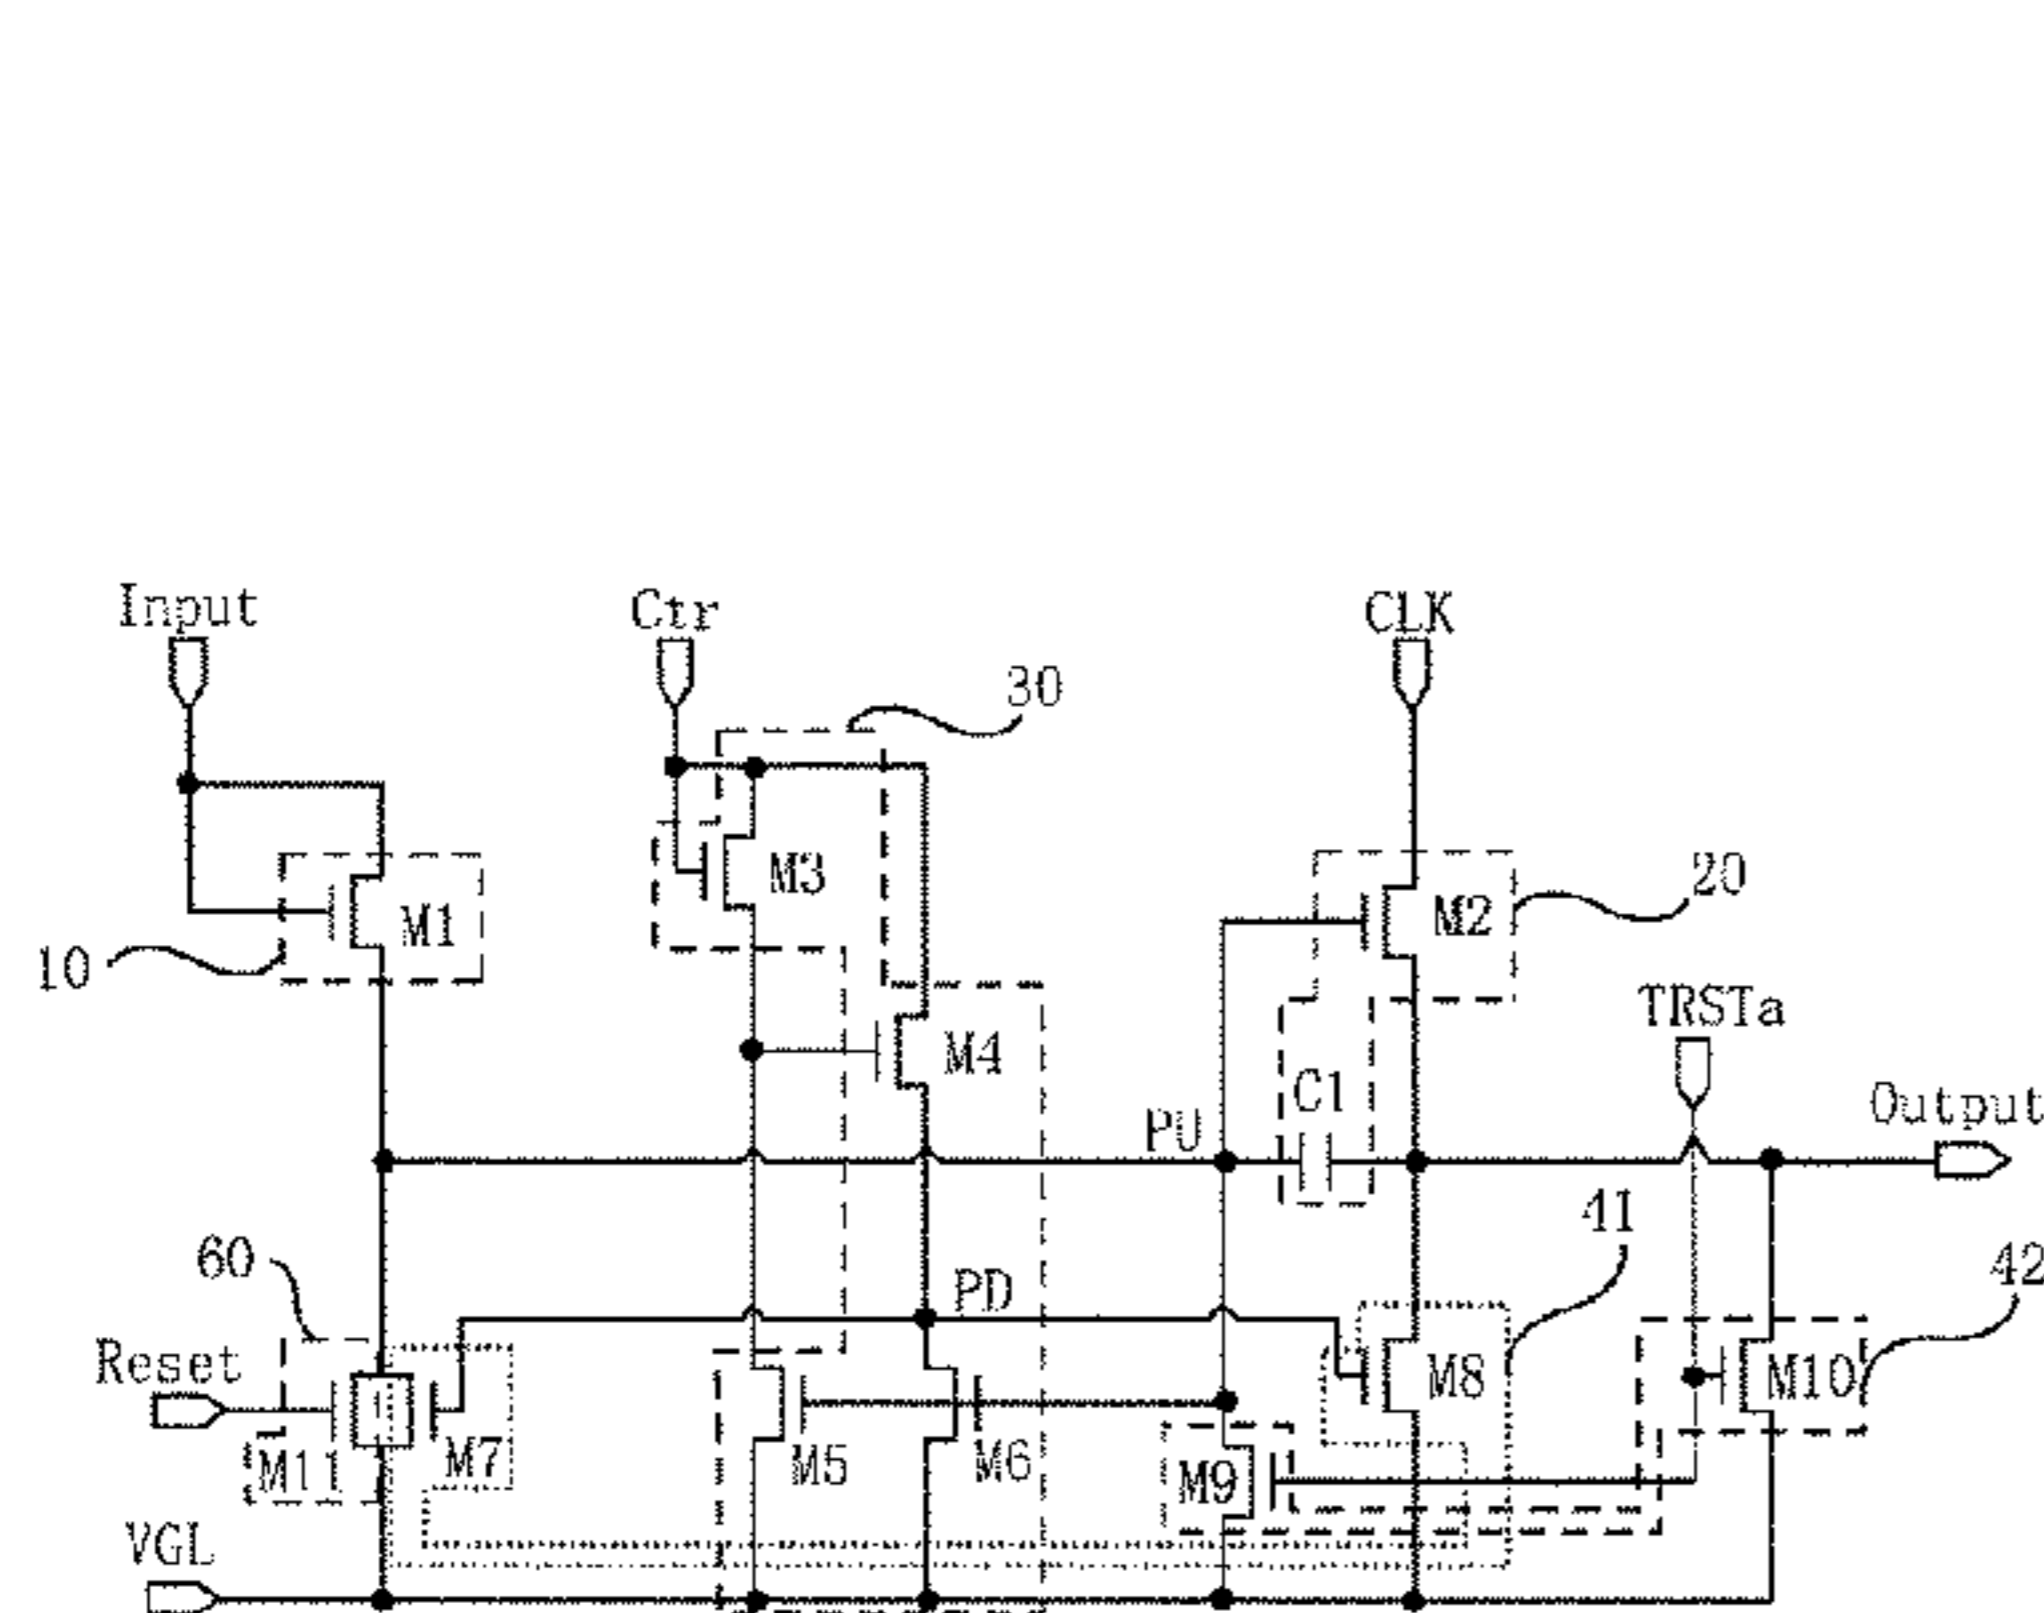 Input
Ctr
CLK
30
M3
20
M1
M2
10
TRSTa
M4
C1
Output
PU
41
60
42
PD
Reset
M8
M10
M11
M7
M5
M6
M9
VGL